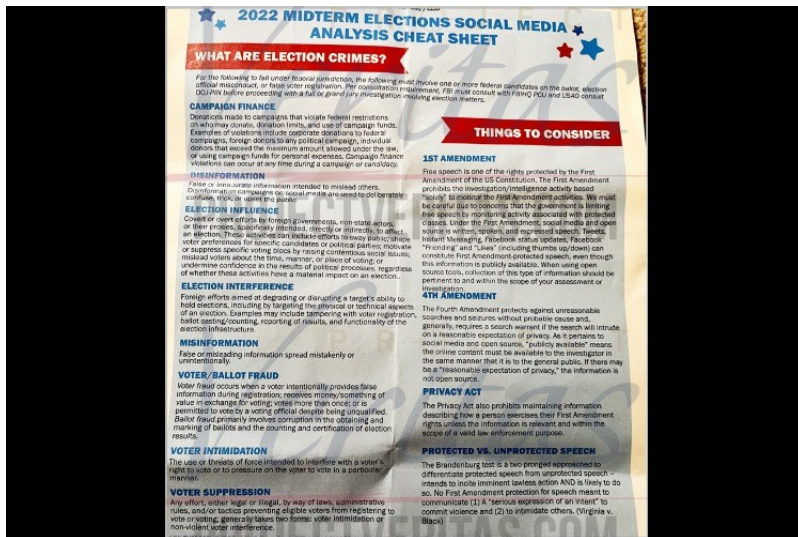 2022 MIDTERM ELECTIONS SOCIAL MEDIA
ANALYSIS CHEAT SHEET
WHAT ARE ELECTION CRIMES?
For the following to fall under federal jurisdiction, the following must involve one or more federal candidates on the ballot, election
official misconduct, or false voter registration. Per consultation requirement, FBI must consult with FBIHQ PCU and USAO consult
DOJ PIN before proceeding with a full or grand jury investigation involving election matters.
CAMPAIGN FINANCE
Donations made to campaigns that violate federal restrictions
on who may donate, donation limits, and use of campaign funds.
Examples of violations include corporate donations to federal
campaigns, foreign donors to any political campaign, individual
donors that exceed the maximum amount allowed under the law,
or using campaign funds for personal expenses. Campaign finance
violations can occur at any time during a campaign or candidacy.
DISINFORMATION
False or inaccurate information intended to mislead others.
Disinformation campaigns on social media are used to deliberately
confuse, trick, or upset the public.
ELECTION INFLUENCE
Covert or overt efforts by foreign governments, non-state actors,
or their proxies, specifically intended, directly or indirectly, to affect
an election. These activities can include efforts to sway public; shape
voter preferences for specific candidates or political parties; motivate
or suppress specific voting blocs by raising contentious social issues;
mislead voters about the time, manner, or place of voting; or
undermine confidence in the results of political processes, regardless
of whether these activities have a material impact on an election.
ELECTION INTERFERENCE
Foreign efforts aimed at degrading or disrupting a target's ability to
hold elections, including by targeting the physical or technical aspects
of an election. Examples may include tampering with voter registration,
ballot casting/counting, reporting of results, and functionality of the
election infrastructure.
MISINFORMATION
False or misleading information spread mistakenly or
unintentionally.
VOTER/BALLOT FRAUD
Voter fraud occurs when a voter intentionally provides false
information during registration; receives money/something of
value in exchange for voting; votes more than once; or is
permitted to vote by a voting official despite being unqualified.
Ballot fraud primarily involves corruption in the obtaining and
marking of ballots and the counting and certification of election
results.
VOTER INTIMIDATION
The use or threats of force intended to interfere with a voter's
right to vote or to pressure on the voter to vote in a particular
manner.
VOTER SUPPRESSION
Any effort, either legal or illegal, by way of laws, administrative
rules, and/or tactics preventing eligible voters from registering to
vote or voting; generally takes two forms: voter intimidation or
non-violent voter interference.
THINGS TO CONSIDER
1ST AMENDMENT
Free speech is one of the rights protected by the First
Amendment of the US Constitution. The First Amendment
prohibits the investigation/intelligence activity based
"solely" to monitor the First Amendment activities. We must
be careful due to concerns that the government is limiting
free speech by monitoring activity associated with protected
classes. Under the First Amendment, social media and open
source is written, spoken, and expressed speech. Tweets,
Instant Messaging, Facebook status updates, Facebook
"Friending" and "Likes" (including thumbs up/down) can
constitute First Amendment-protected speech, even though
this information is publicly available. When using open
source tools, collection of this type of information should be
pertinent to and within the scope of your assessment or
investigation.
4TH AMENDMENT
The Fourth Amendment protects against unreasonable
searches and seizures without probable cause and,
generally, requires a search warrant if the search will intrude
on a reasonable expectation of privacy. As it pertains to
social media and open source, "publicly available" means
the online content must be available to the investigator in
the same manner that it is to the general public. If there may
be a "reasonable expectation of privacy," the information is
not open source.
PRIVACY ACT
The Privacy Act also prohibits maintaining information
describing how a person exercises their First Amendment
rights unless the information is relevant and within the
scope of a valid law enforcement purpose.
PROTECTED VS. UNPROTECTED SPEECH
The Brandenburg test is a two pronged approached to
differentiate protected speech from unprotected speech –
intends to incite imminent lawless action AND is likely to do
so. No First Amendment protection for speech meant to
communicate (1) A "serious expression of an intent" to
commit violence and (2) to intimidate others. (Virginia v.
Black)
PROJECT
Veritas
PROJECTVERITAS.COM
PROJECT
Veritas
PROJECTVERITAS.COM